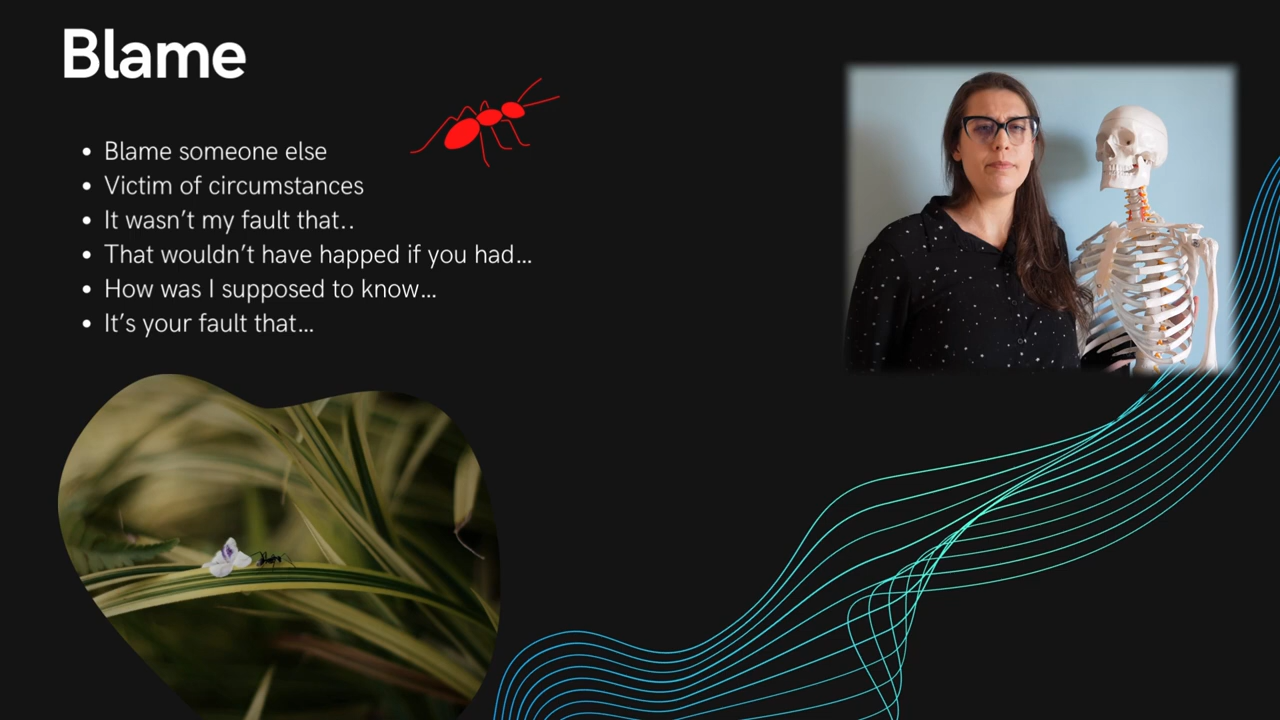 Blame
Blame someone else
Victim of circumstances
It wasn’t my fault that..
That wouldn’t have happed if you had...
How was I supposed to know...
It’s your fault that...